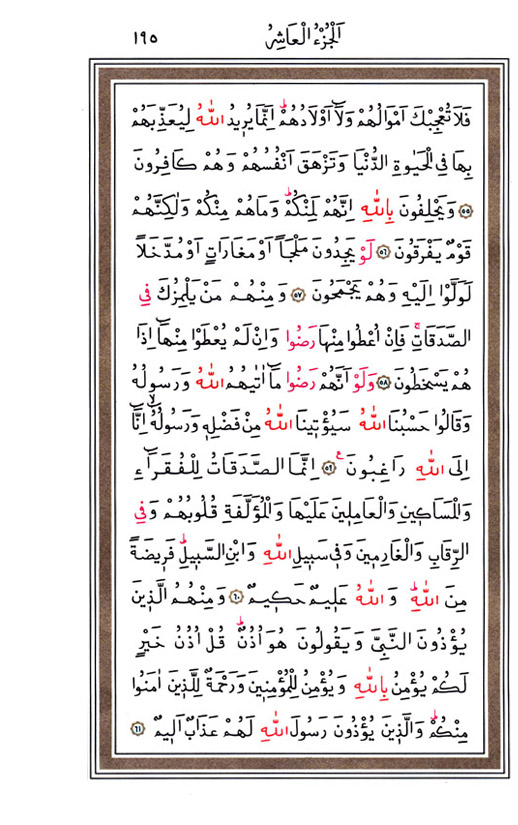 اَلْجُزْءُ الْعَاشِرُ ١٩٥
فَلَا تُعْجِبْكَ اَمْوَالُهُمْ وَلَٓا اَوْلَادُهُمْۜ اِنَّمَا يُرِيدُ اللّٰهُ لِيُعَذِّبَهُمْ
بِهَا فِي الْحَيٰوةِ الدُّنْيَا وَتَزْهَقَ اَنْفُسُهُمْ وَهُمْ كَافِرُونَ
﴿٥٥﴾ وَيَحْلِفُونَ بِاللّٰهِ اِنَّهُمْ لَمِنْكُمْۜ وَمَا هُمْ مِنْكُمْ وَلٰكِنَّهُمْ
قَوْمٌ يَفْرَقُونَ ﴿٥٦﴾ لَوْ يَجِدُونَ مَلْجَـًٔا اَوْ مَغَارَاتٍ اَوْ مُدَّخَلًا
لَوَلَّوْا اِلَيْهِ وَهُمْ يَجْمَحُونَ ﴿٥٧﴾ وَمِنْهُمْ مَنْ يَلْمِزُكَ فِي
الصَّدَقَاتِۚ فَاِنْ اُعْطُوا مِنْهَا رَضُوا وَاِنْ لَمْ يُعْطَوْا مِنْهَٓا اِذَا
هُمْ يَسْخَطُونَ ﴿٥٨﴾ وَلَوْ اَنَّهُمْ رَضُوا مَٓا اٰتٰيهُمُ اللّٰهُ وَرَسُولُهُ
وَقَالُوا حَسْبُنَا اللّٰهُ سَيُؤْتِينَا اللّٰهُ مِنْ فَضْلِهِ وَرَسُولُهُٓۙ اِنَّٓا
اِلَى اللّٰهِ رَاغِبُونَ۟ ﴿٥٩﴾ اِنَّمَا الصَّدَقَاتُ لِلْفُقَرَٓاءِ
وَالْمَسَاكِينِ وَالْعَامِلِينَ عَلَيْهَا وَالْمُؤَلَّفَةِ قُلُوبُهُمْ وَفِي
الرِّقَابِ وَالْغَارِمِينَ وَفِي سَبِيلِ اللّٰهِ وَابْنِ السَّبِيلِۜ فَرِيضَةً
مِنَ اللّٰهِۜ وَاللّٰهُ عَلِيمٌ حَكِيمٌ ﴿٦٠﴾ وَمِنْهُمُ الَّذِينَ
يُؤْذُونَ النَّبِيَّ وَيَقُولُونَ هُوَ اُذُنٌۜ قُلْ اُذُنُ خَيْرٍ
لَكُمْ يُؤْمِنُ بِاللّٰهِ وَيُؤْمِنُ لِلْمُؤْمِنِينَ وَرَحْمَةٌ لِلَّذِينَ اٰمَنُوا
مِنْكُمْۜ وَالَّذِينَ يُؤْذُونَ رَسُولَ اللّٰهِ لَهُمْ عَذَابٌ اَلِيمٌ ﴿٦١﴾